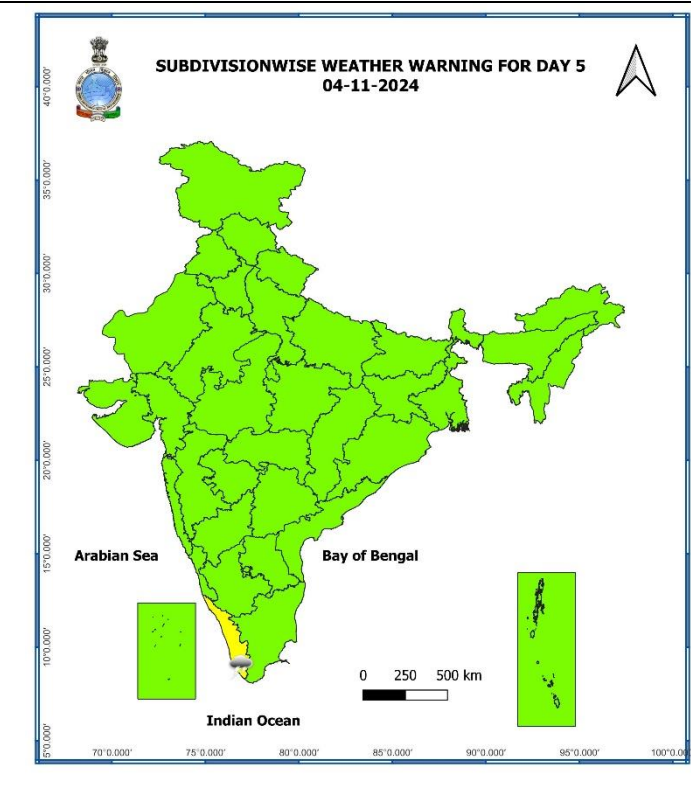 SUBDIVISIONWISE WEATHER WARNING FOR DAY 5
04-11-2024
40°0.000'
35°0.000'
30°0.000'
25°0.000'
20°0.000'
15°0.000'
10°0.000'
5°0.000'
Arabian Sea
Bay of Bengal
0 250 500 km
Indian Ocean
70°0.000' 75°0.000' 80°0.000' 85°0.000' 90°0.000' 95°0.000' 100°0.0